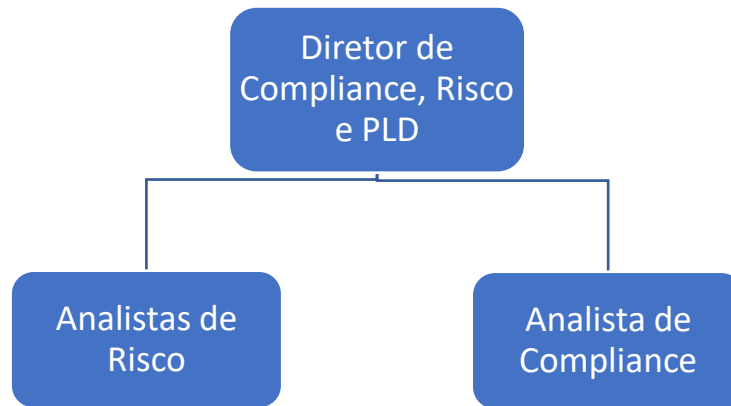 Diretor de
Compliance, Risco
e PLD
Analistas de
Risco
Analista de
Compliance